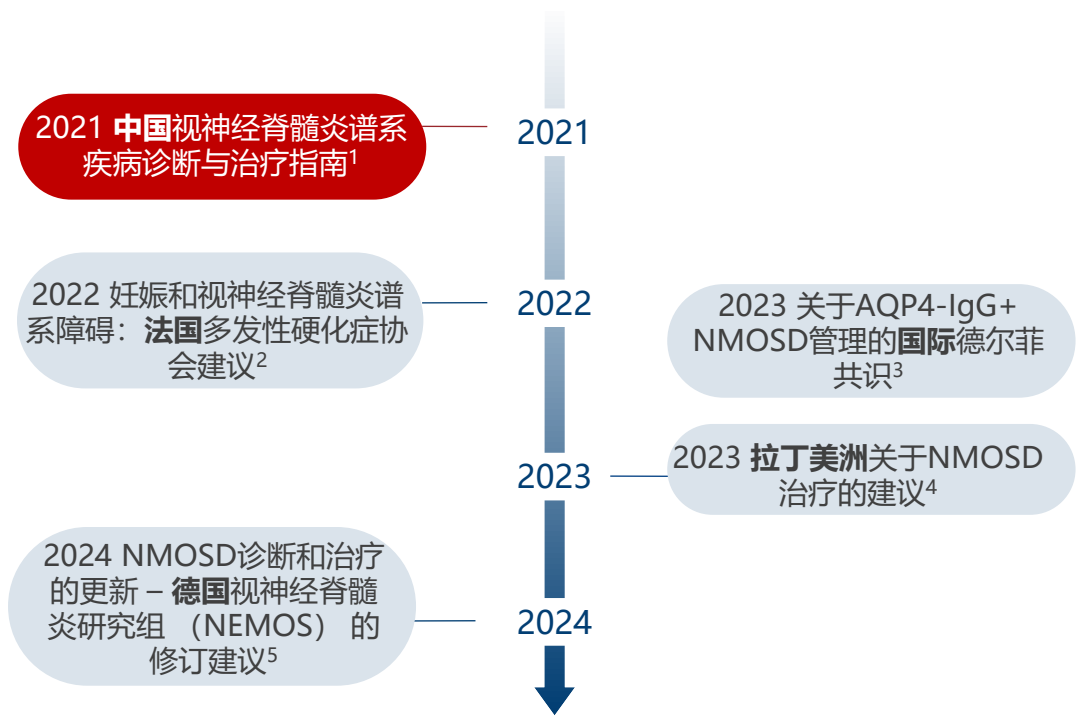 2021 中国视神经脊髓炎谱系
疾病诊断与治疗指南1
2021
2022 妊娠和视神经脊髓炎谱
系障碍：法国多发性硬化症协
会建议2
2022
2023 关于AQP4-IgG+
NMOSD管理的国际德尔菲
共识3
2023
2023 拉丁美洲关于NMOSD
治疗的建议4
2024 NMOSD诊断和治疗
的更新 – 德国视神经脊髓
炎研究组 （NEMOS） 的
修订建议5
2024